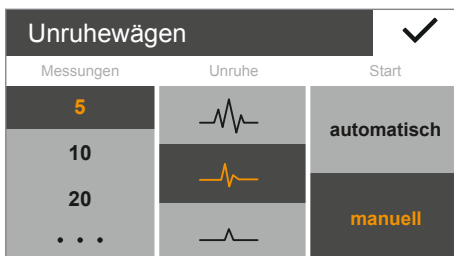 Unruhewägen
Messungen Unruhe Start
5
automatisch
10
20
manuell
• • •